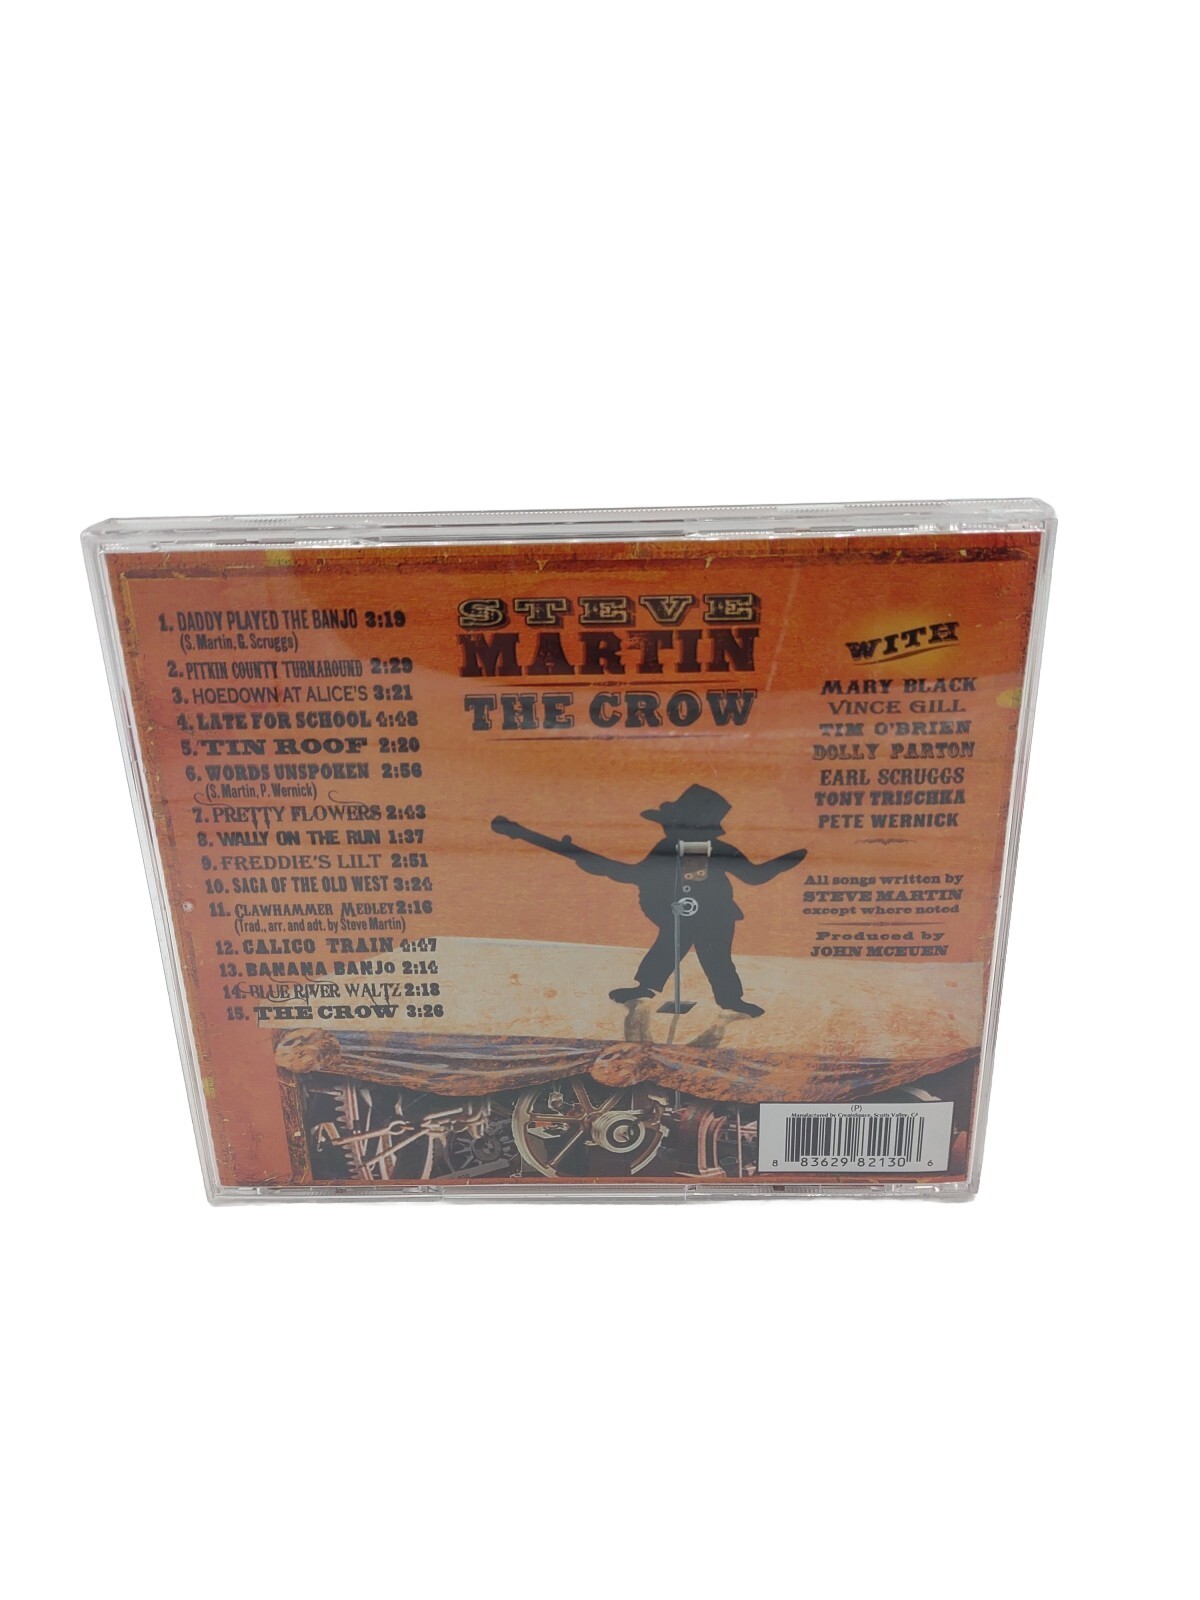 1. DADDY PLAYED THE BANJO 3:19
(S. Martin, G. Scruggs)
2. PITKIN COUNTY TURNAROUND 2:29
3. HOEDOWN AT ALICE'S 3:21
4. LATE FOR SCHOOL 4:48
5. TIN ROOF 2:20
6. WORDS UNSPOKEN 2:56
(S. Martin, P. Wernick)
7. PRETTY FLOWERS 2:43
8. WALLY ON THE RUN 1:37
9. FREDDIE'S LILT 2:51
10. SAGA OF THE OLD WEST 3:24
11. CLAWHAMMER MEDLEY 2:16
(Trad., arr. and adt. by Steve Martin)
12. CALICO TRAIN 4:47
13. BANANA BANJO 2:14
14. BLUE RIVER WALTZ 2:18
15. THE CROW 3:26
STEVE
MARTIN
THE CROW
WITH
MARY BLACK
VINCE GILL
TIM O'BRIEN
DOLLY PARTON
EARL SCRUGGS
TONY TRISCHKA
PETE WERNICK
All songs written by
STEVE MARTIN
except where noted
Produced by
JOHN MCEUEN
(P)
Manufactured by CreateSpace, Scotts Valley, CA
8 83629 82130 6